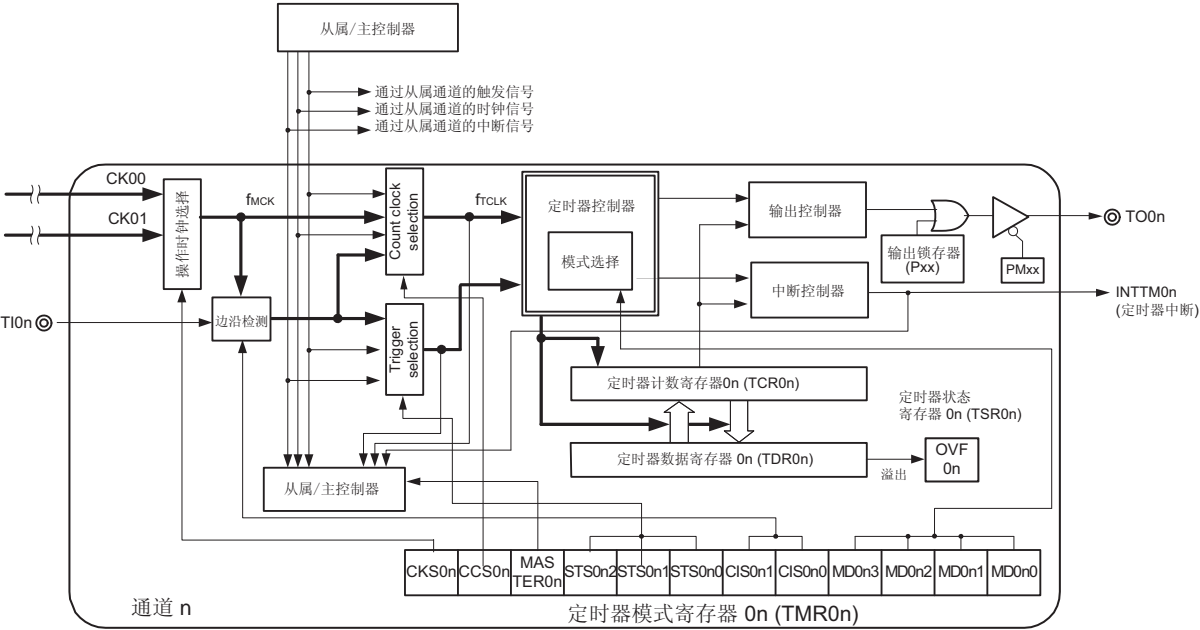 从属/主控制器
通过从属通道的触发信号
通过从属通道的时钟信号
通过从属通道的中断信号
CK00
CK01
操作时钟选择
fMCK
Count clock
selection
fTCLK
定时器控制器
模式选择
输出控制器
输出锁存器
(Pxx)
PMxx
TO0n
中断控制器
INTTM0n
(定时器中断)
TI0n
边沿检测
Trigger
selection
定时器计数寄存器0n (TCR0n)
定时器状态
寄存器 0n (TSR0n)
定时器数据寄存器 0n (TDR0n)
溢出
OVF
0n
从属/主控制器
CKS0n
CCS0n
MAS
TER0n
STS0n2
STS0n1
STS0n0
CIS0n1
CIS0n0
MD0n3
MD0n2
MD0n1
MD0n0
通道 n
定时器模式寄存器 0n (TMR0n)